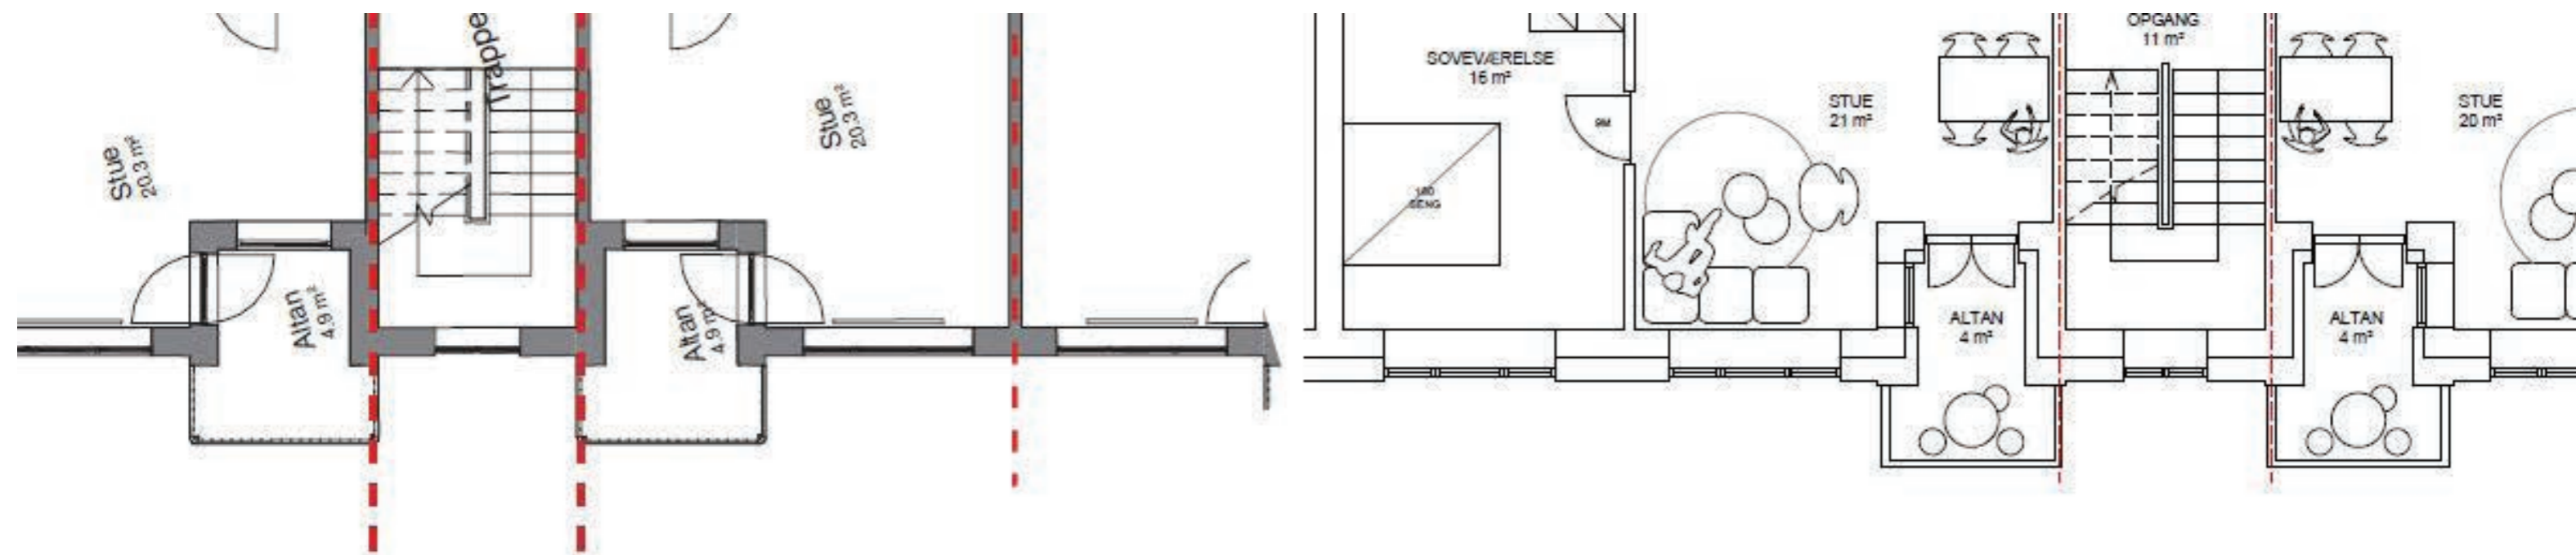 Trappe
Stue
20.3 m²
Stue
20.3 m²
Altan
4.9 m²
Altan
4.9 m²
OPGANG
11 m²
SOVEVÆRELSE
16 m²
STUE
21 m²
STUE
20 m²
9M
180
SENG
ALTAN
4 m²
ALTAN
4 m²